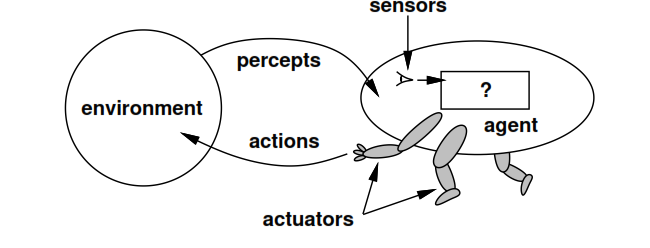 sensors
percepts
?
environment
agent
actions
actuators